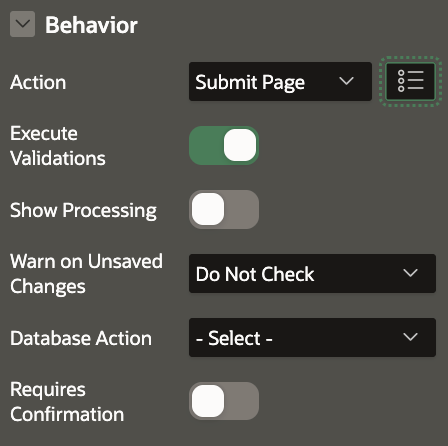 Behavior
Action
Submit Page
Execute
Validations
Show Processing
Warn on Unsaved
Changes
Do Not Check
Database Action
- Select -
Requires
Confirmation